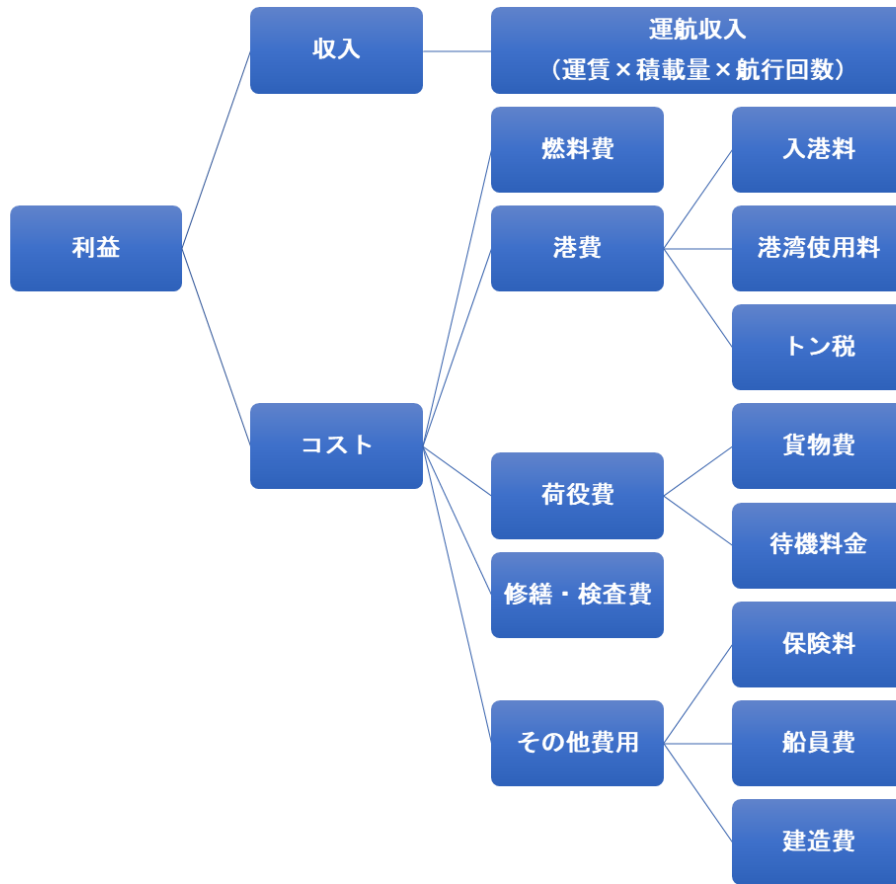 収入
運航収入
（運賃×積載量×航行回数）
燃料費
入港料
利益
港費
港湾使用料
トン税
コスト
貨物費
荷役費
待機料金
修繕・検査費
保険料
その他費用
船員費
建造費